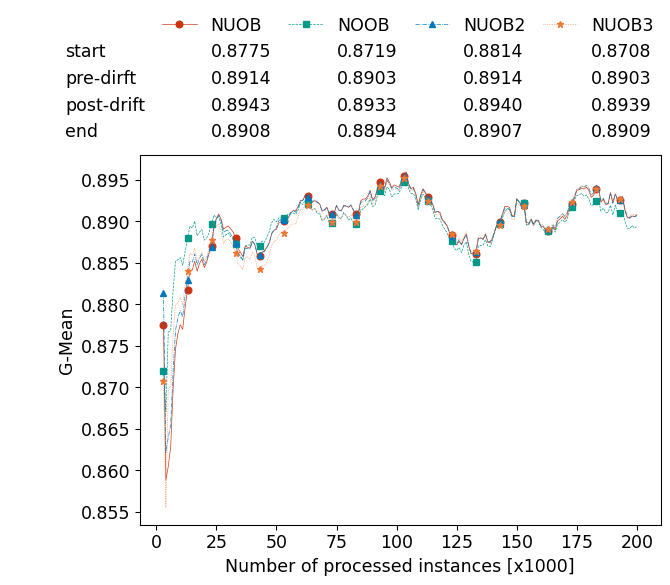 NUOB NOOB NUOB2 NUOB3
start 0.8775 0.8719 0.8814 0.8708
pre-dirft 0.8914 0.8903 0.8914 0.8903
post-drift 0.8943 0.8933 0.8940 0.8939
end 0.8908 0.8894 0.8907 0.8909
0.895
0.890
0.885
0.880
0.875
0.870
0.865
0.860
0.855
G-Mean
0 25 50 75 100 125 150 175 200
Number of processed instances [x1000]